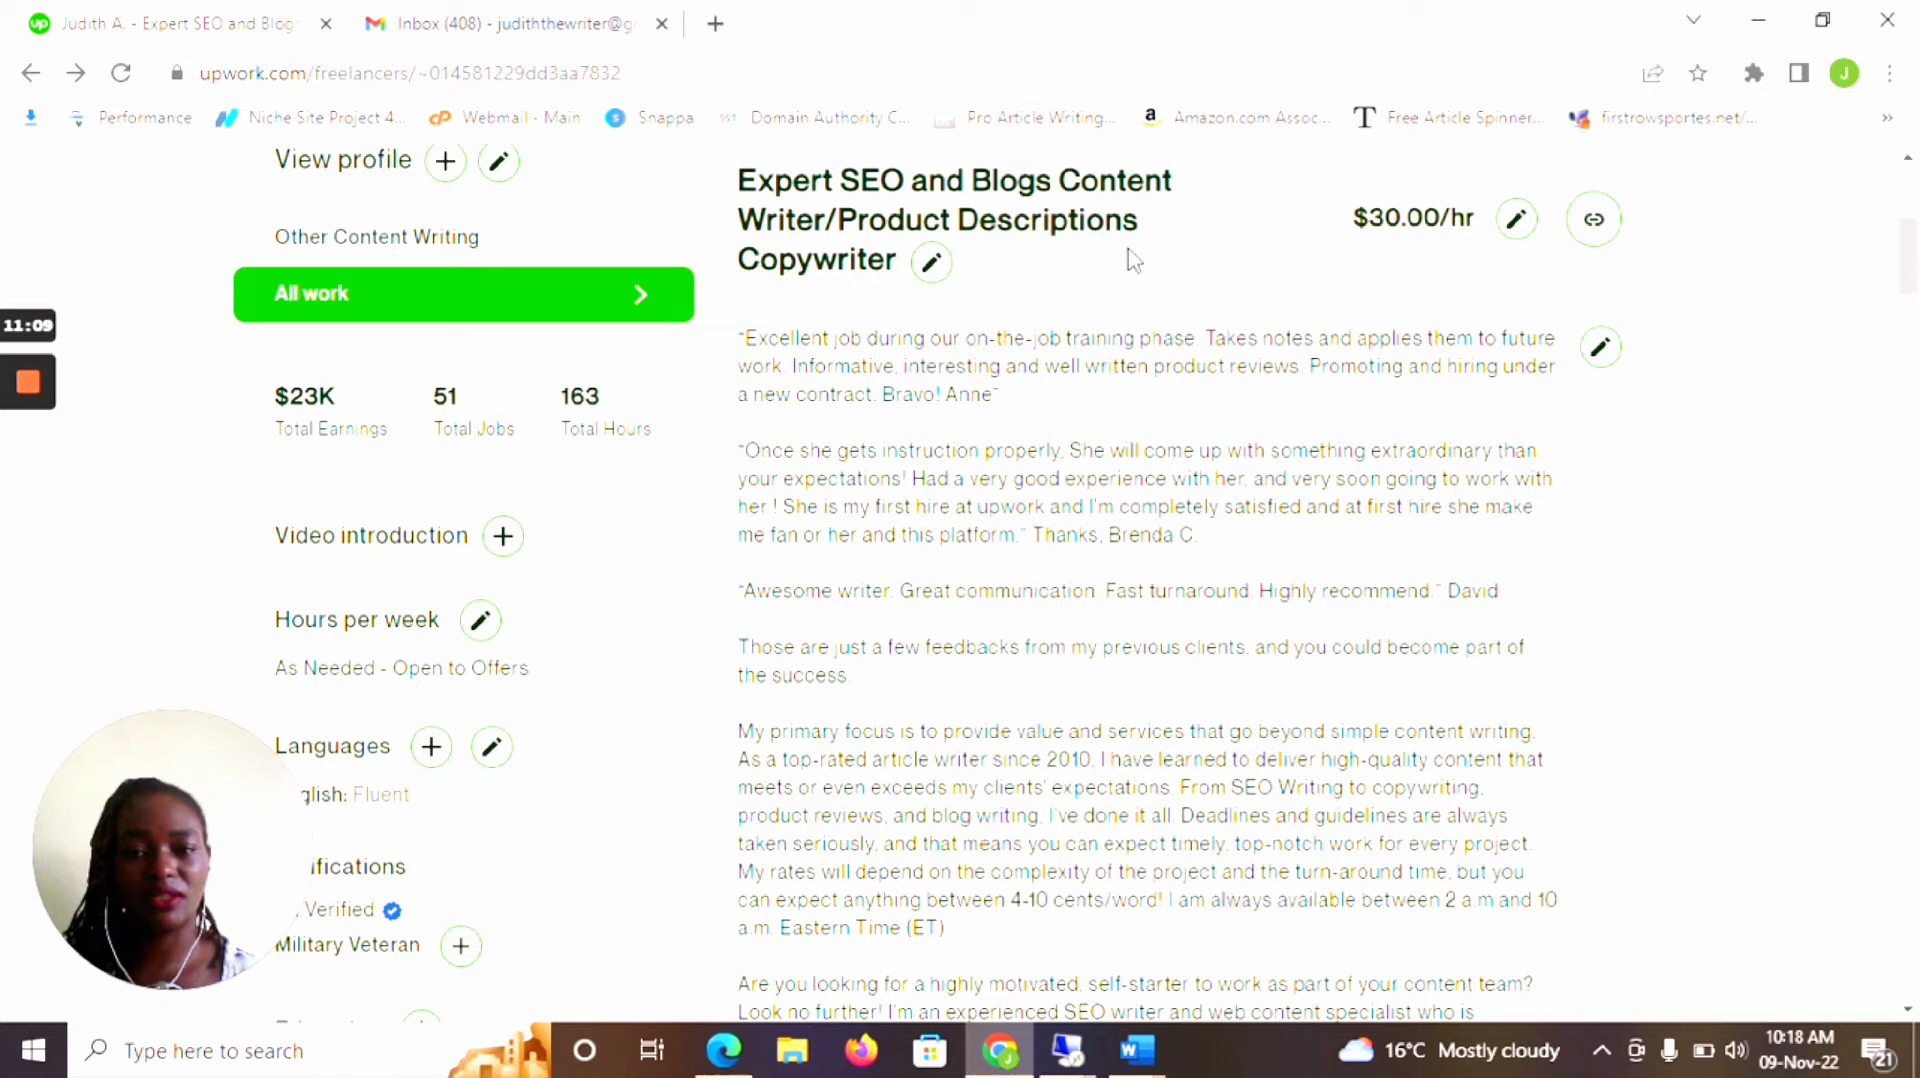 Judith A. - Expert SEO and Blogs
Inbox (408) - juditthewriter@g
upwork.com/freelancers/~014581229dd3aa7832
Performance
Niche Site Project 4...
Webmail - Main
Snappa
Domain Authority C...
Pro Article Writing...
Amazon.com Assoc...
Free Article Spinner...
firstrowsportes.net/...
View profile
Other Content Writing
All work
11:09
$23K
51
163
Total Earnings
Total Jobs
Total Hours
Video introduction
Hours per week
As Needed - Open to Offers
Languages
glish: Fluent
ifications
Verified
Military Veteran
Expert SEO and Blogs Content
Writer/Product Descriptions
Copywriter
$30.00/hr
"Excellent job during our on-the-job training phase. Takes notes and applies them to future
work. Informative, interesting and well written product reviews. Promoting and hiring under
a new contract. Bravo! Anne"
"Once she gets instruction properly, She will come up with something extraordinary than
your expectations! Had a very good experience with her, and very soon going to work with
her ! She is my first hire at upwork and I'm completely satisfied and at first hire she make
me fan or her and this platform." Thanks, Brenda C.
"Awesome writer. Great communication. Fast turnaround. Highly recommend." David
Those are just a few feedbacks from my previous clients, and you could become part of
the success.
My primary focus is to provide value and services that go beyond simple content writing.
As a top-rated article writer since 2010, I have learned to deliver high-quality content that
meets or even exceeds my clients' expectations. From SEO Writing to copywriting,
product reviews, and blog writing, I've done it all. Deadlines and guidelines are always
taken seriously, and that means you can expect timely, top-notch work for every project.
My rates will depend on the complexity of the project and the turn-around time, but you
can expect anything between 4-10 cents/word! I am always available between 2 a.m and 10
a.m. Eastern Time (ET)
Are you looking for a highly motivated, self-starter to work as part of your content team?
Look no further! I'm an experienced SEO writer and web content specialist who is
Type here to search
16°C Mostly cloudy
10:18 AM
09-Nov-22
21